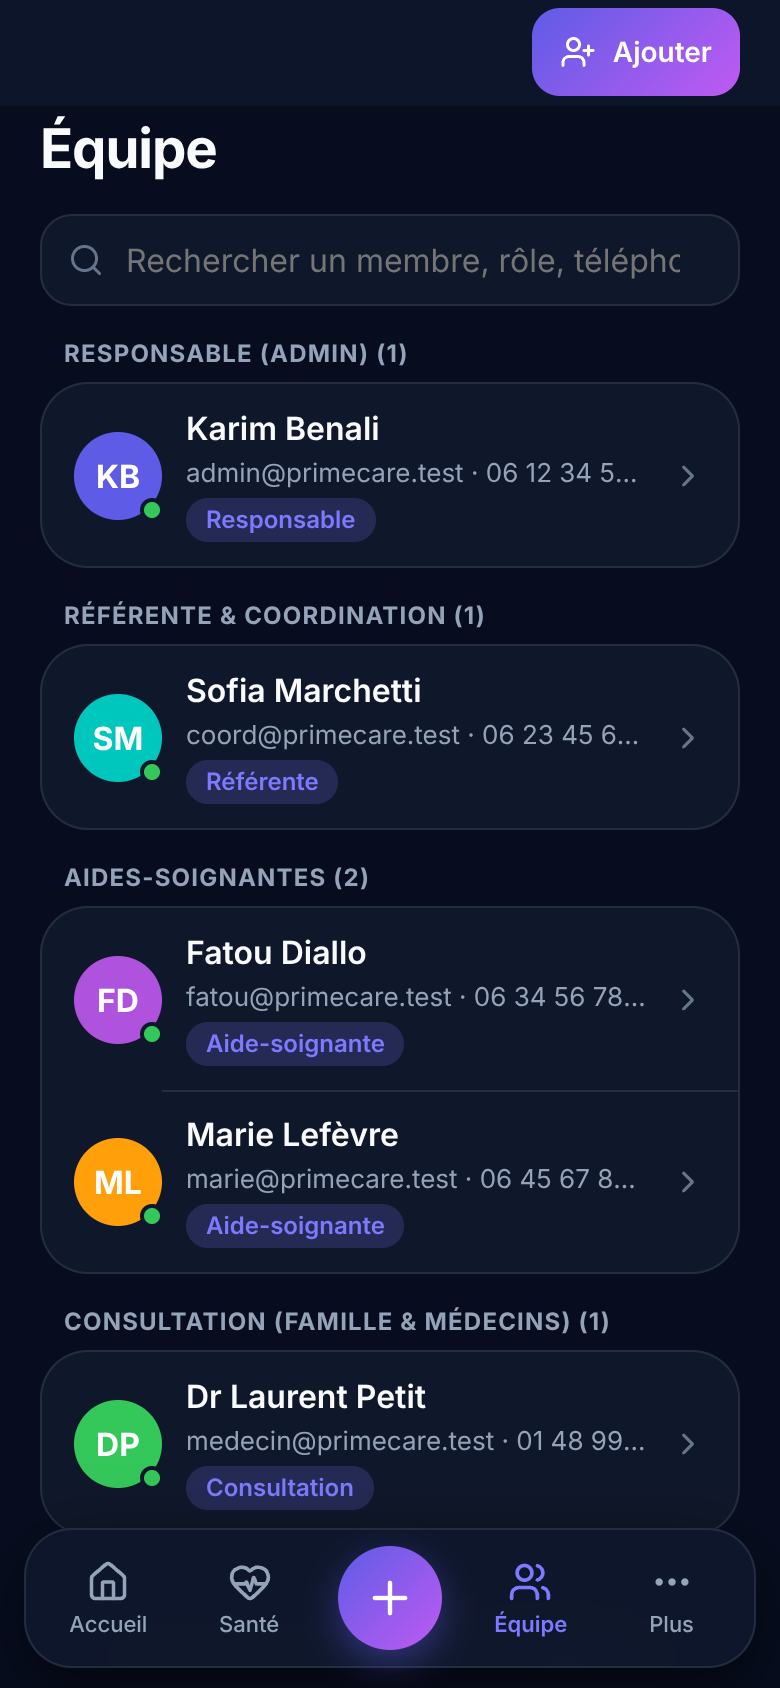 Ajouter
Équipe
Rechercher un membre, rôle, télépho
RESPONSABLE (ADMIN) (1)
KB
Karim Benali
admin@primecare.test · 06 12 34 5...
Responsable
RÉFÉRENTE & COORDINATION (1)
SM
Sofia Marchetti
coord@primecare.test · 06 23 45 6...
Référente
AIDES-SOIGNANTES (2)
FD
Fatou Diallo
fatou@primecare.test · 06 34 56 78...
Aide-soignante
ML
Marie Lefèvre
marie@primecare.test · 06 45 67 8...
Aide-soignante
CONSULTATION (FAMILLE & MÉDECINS) (1)
DP
Dr Laurent Petit
medecin@primecare.test · 01 48 99...
Consultation
Accueil
Santé
Équipe
Plus